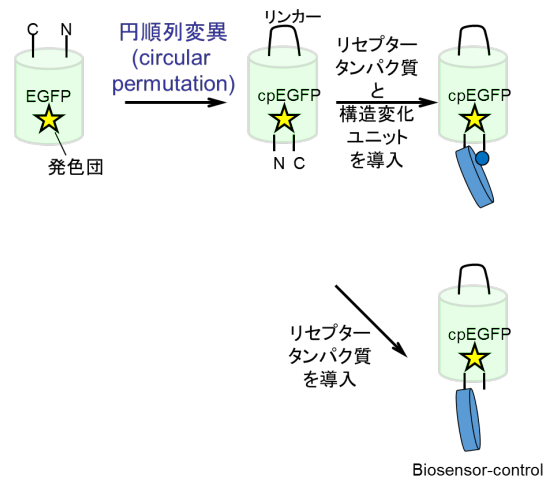 C N
EGFP
発色団
円順列変異
(circular
permutation)
リンカー
cpEGFP
N C
リセプター
タンパク質
と
構造変化
ユニット
を導入
cpEGFP
リセプター
タンパク質
を導入
cpEGFP
Biosensor-control